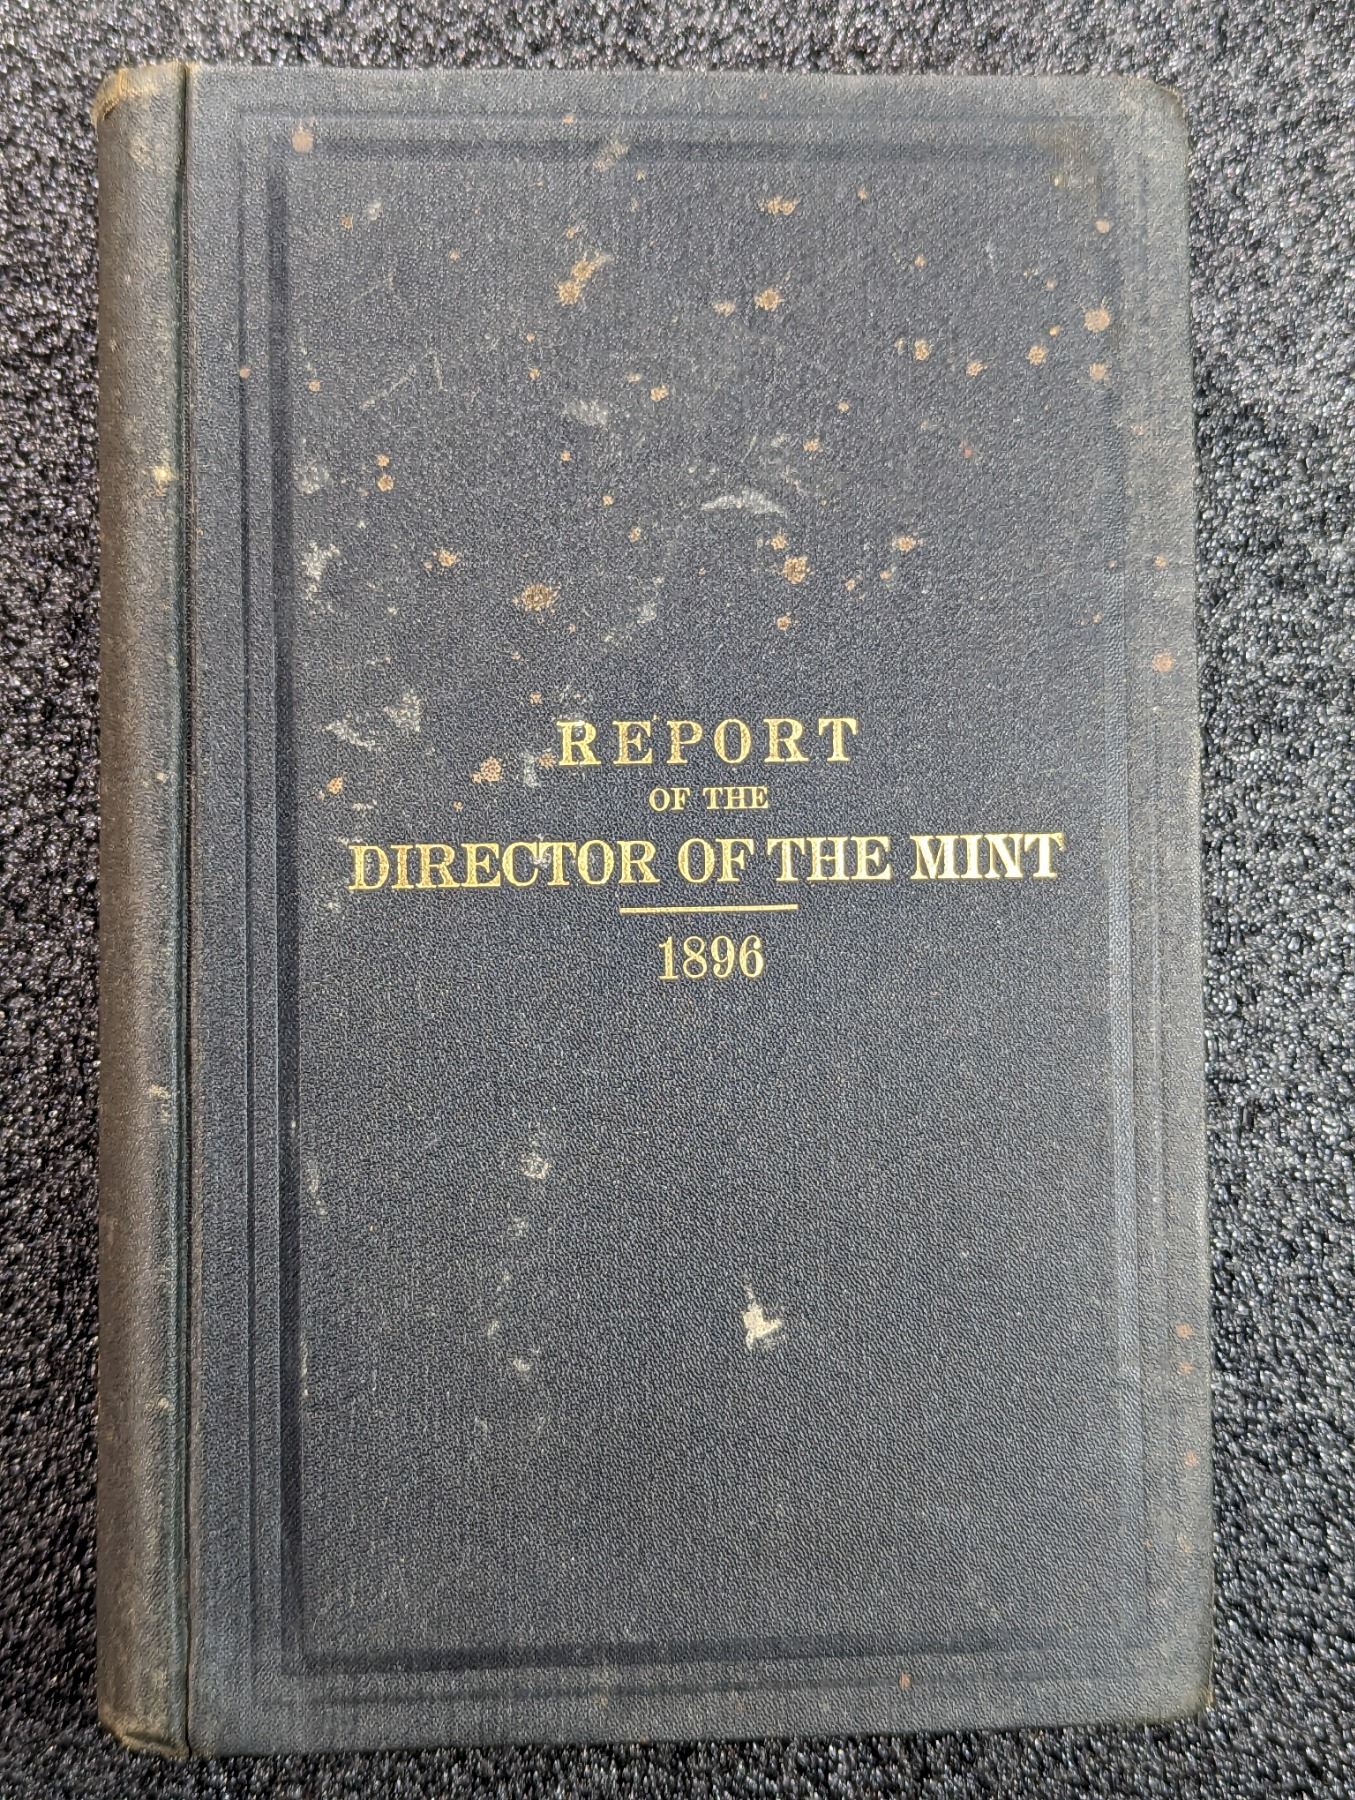 REPORT
OF THE
DIRECTOR OF THE MINT
1896